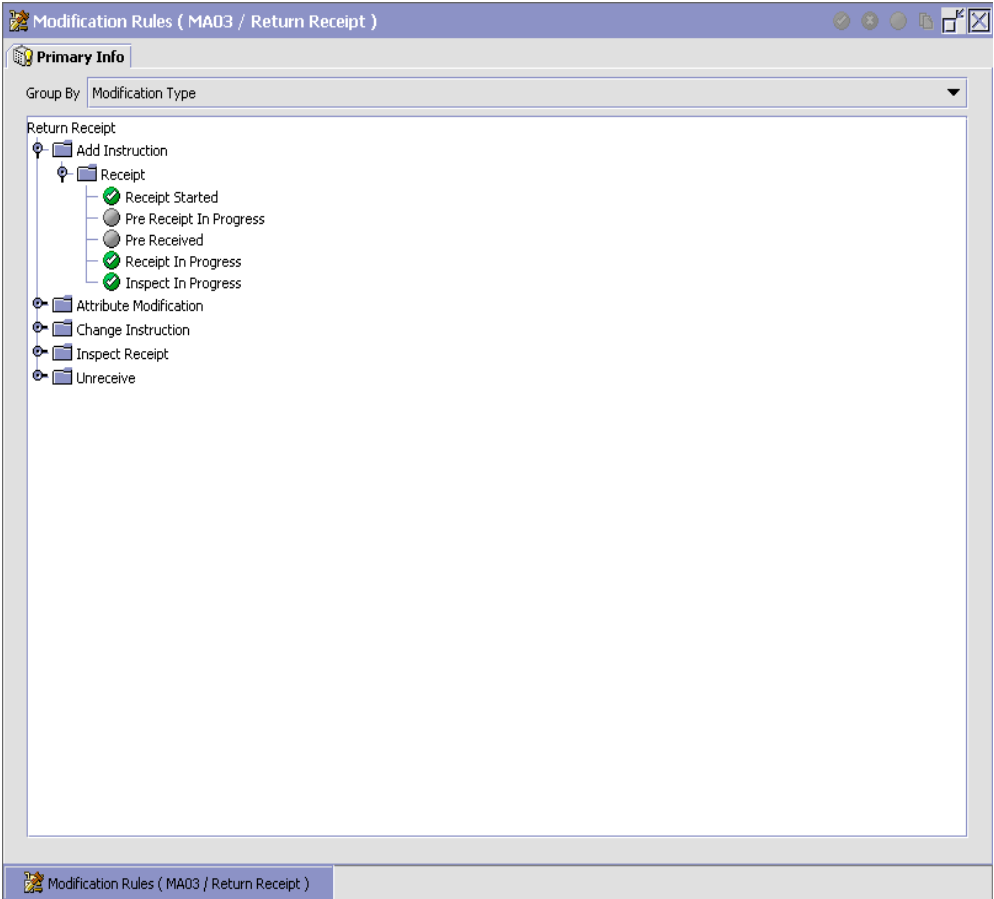 Modification Rules ( MA03 / Return Receipt )
Primary Info
Group By Modification Type
Return Receipt
Add Instruction
Receipt
Receipt Started
Pre Receipt In Progress
Pre Received
Receipt In Progress
Inspect In Progress
Attribute Modification
Change Instruction
Inspect Receipt
Unreceive
Modification Rules ( MA03 / Return Receipt )